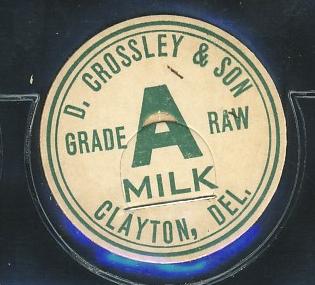 D. CROSSLEY & SON
GRADE A RAW
MILK
CLAYTON, DEL.